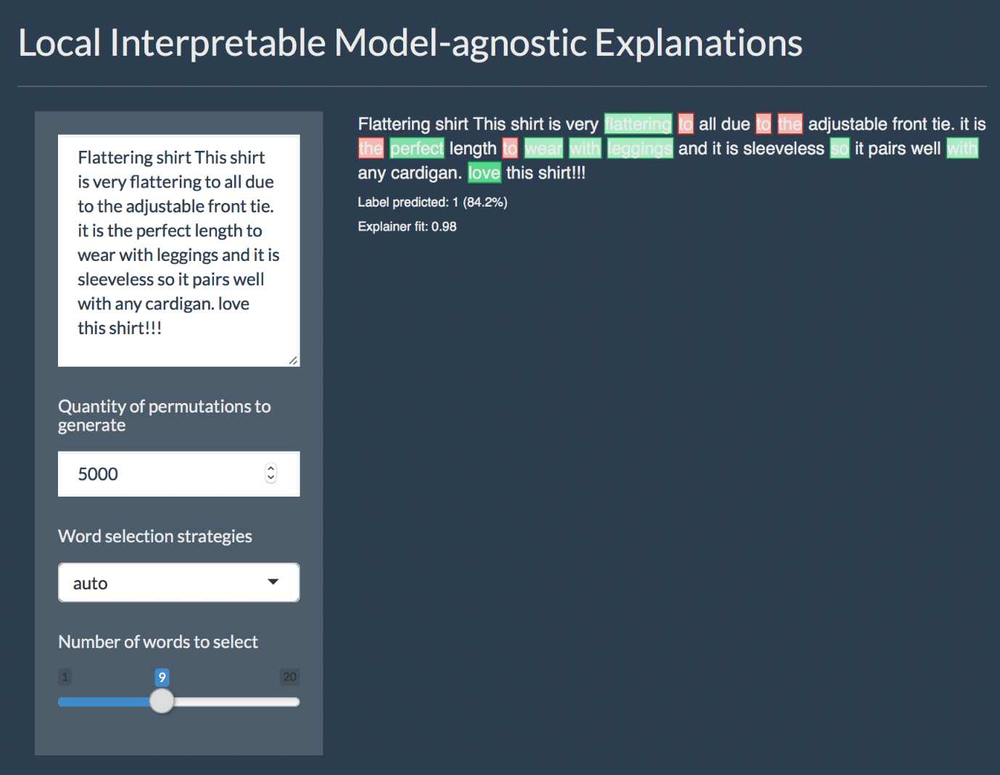 Local Interpretable Model-agnostic Explanations
Flattering shirt This shirt
is very flattering to all due
to the adjustable front tie.
it is the perfect length to
wear with leggings and it is
sleeveless so it pairs well
with any cardigan. love
this shirt!!!
Quantity of permutations to
generate
5000
Word selection strategies
auto
Number of words to select
1 9 20
Flattering shirt This shirt is very flattering to all due to the adjustable front tie. it is
the perfect length to wear with leggings and it is sleeveless so it pairs well with
any cardigan. love this shirt!!!
Label predicted: 1 (84.2%)
Explainer fit: 0.98